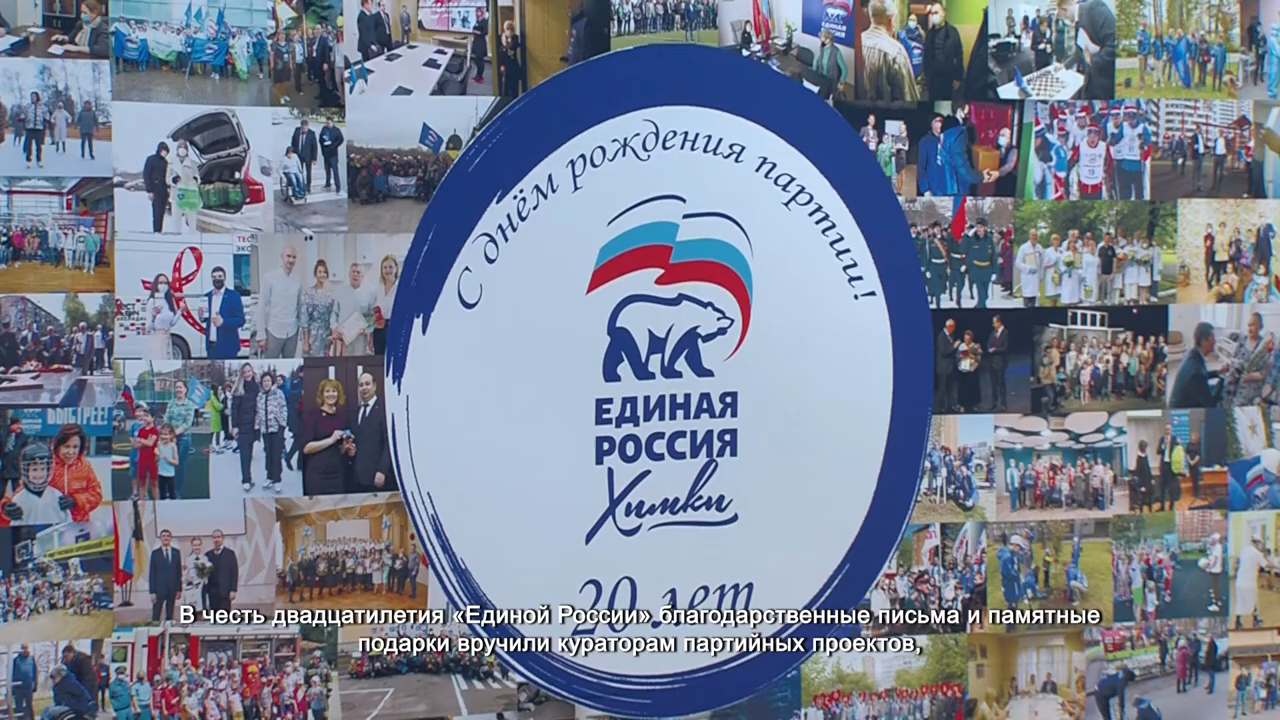 С днём рождения партии!
ЕДИНАЯ
РОССИЯ
Химки
20 лет
В честь двадцатилетия «Единой России» благодарственные письма и памятные
подарки вручили кураторам партийных проектов,
БЫСТРЕЕ!